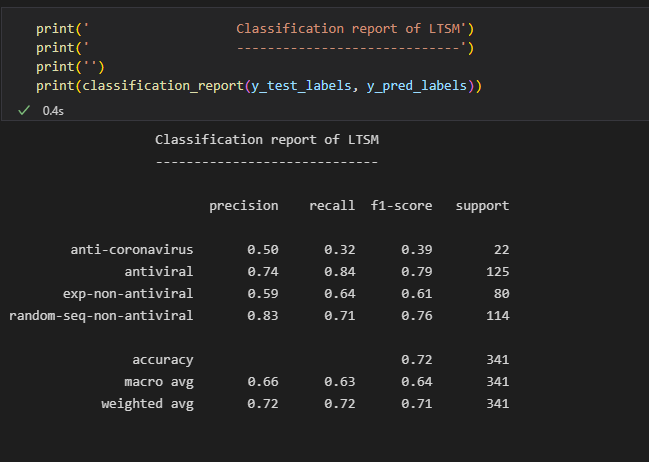 print('                   Classification report of LTSM')
print('                   -----------------------------')
print('')
print(classification_report(y_test_labels, y_pred_labels))
✓ 0.4s
Classification report of LTSM
-----------------------------
precision recall f1-score support
anti-coronavirus 0.50 0.32 0.39 22
antiviral 0.74 0.84 0.79 125
exp-non-antiviral 0.59 0.64 0.61 80
random-seq-non-antiviral 0.83 0.71 0.76 114
accuracy 0.72 341
macro avg 0.66 0.63 0.64 341
weighted avg 0.72 0.72 0.71 341